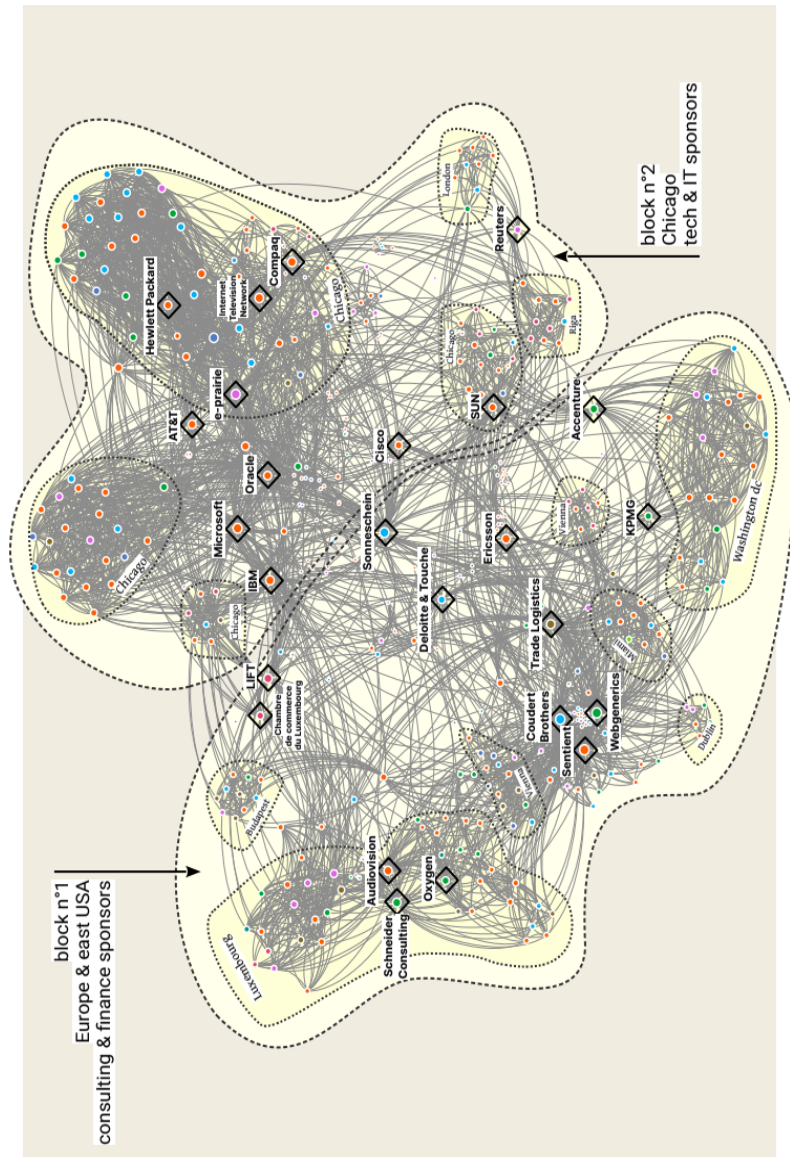 block n°1
Europe & east USA
consulting & finance sponsors
block n°2
Chicago
tech & IT sponsors
Luxembourg
Audiovision
Schneider
Consulting
Oxygen
Budapest
Chambre
de commerce
du Luxembourg
LIFT
Chicago
IBM
Chicago
Microsoft
Oracle
AT&T
e-prairie
Hewlett Packard
Internet
Television
Network
Compaq
Chicago
Cisco
Sonneschein
Deloitte & Touche
Ericsson
SUN
Chicago
London
Reuters
Riga
Accenture
Vienna
KPMG
Washington dc
Trade Logistics
Miami
Coudert
Brothers
Sentient
Webgenerics
Vienna
Dublin